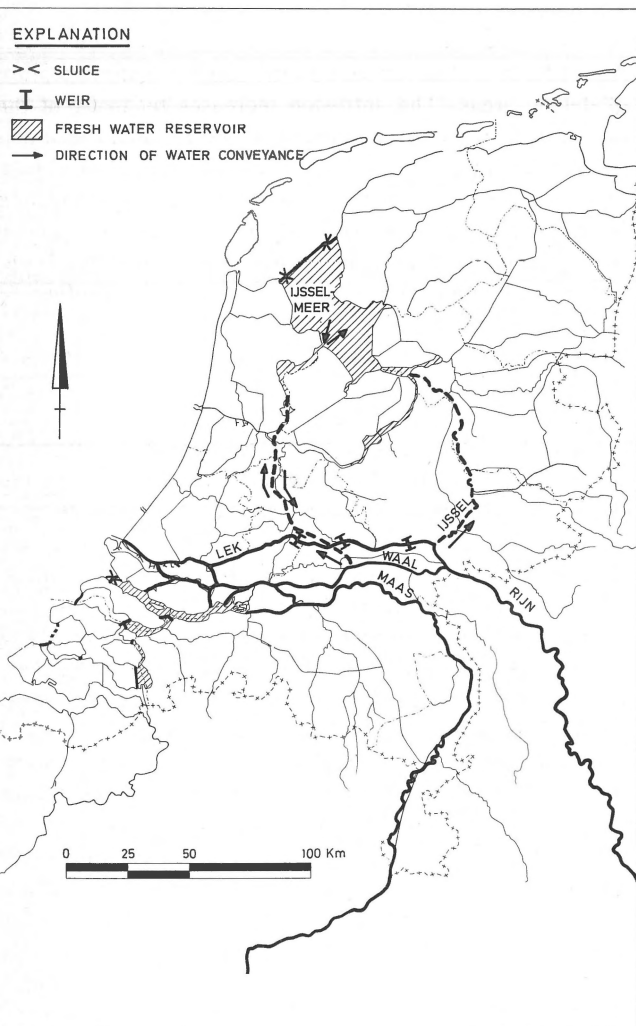 EXPLANATION
SLUICE
WEIR
FRESH WATER RESERVOIR
DIRECTION OF WATER CONVEYANCE
IJSSEL-
MEER
IJSSEL
LEK
WAAL
MAAS
RIJN
0 25 50 100 Km